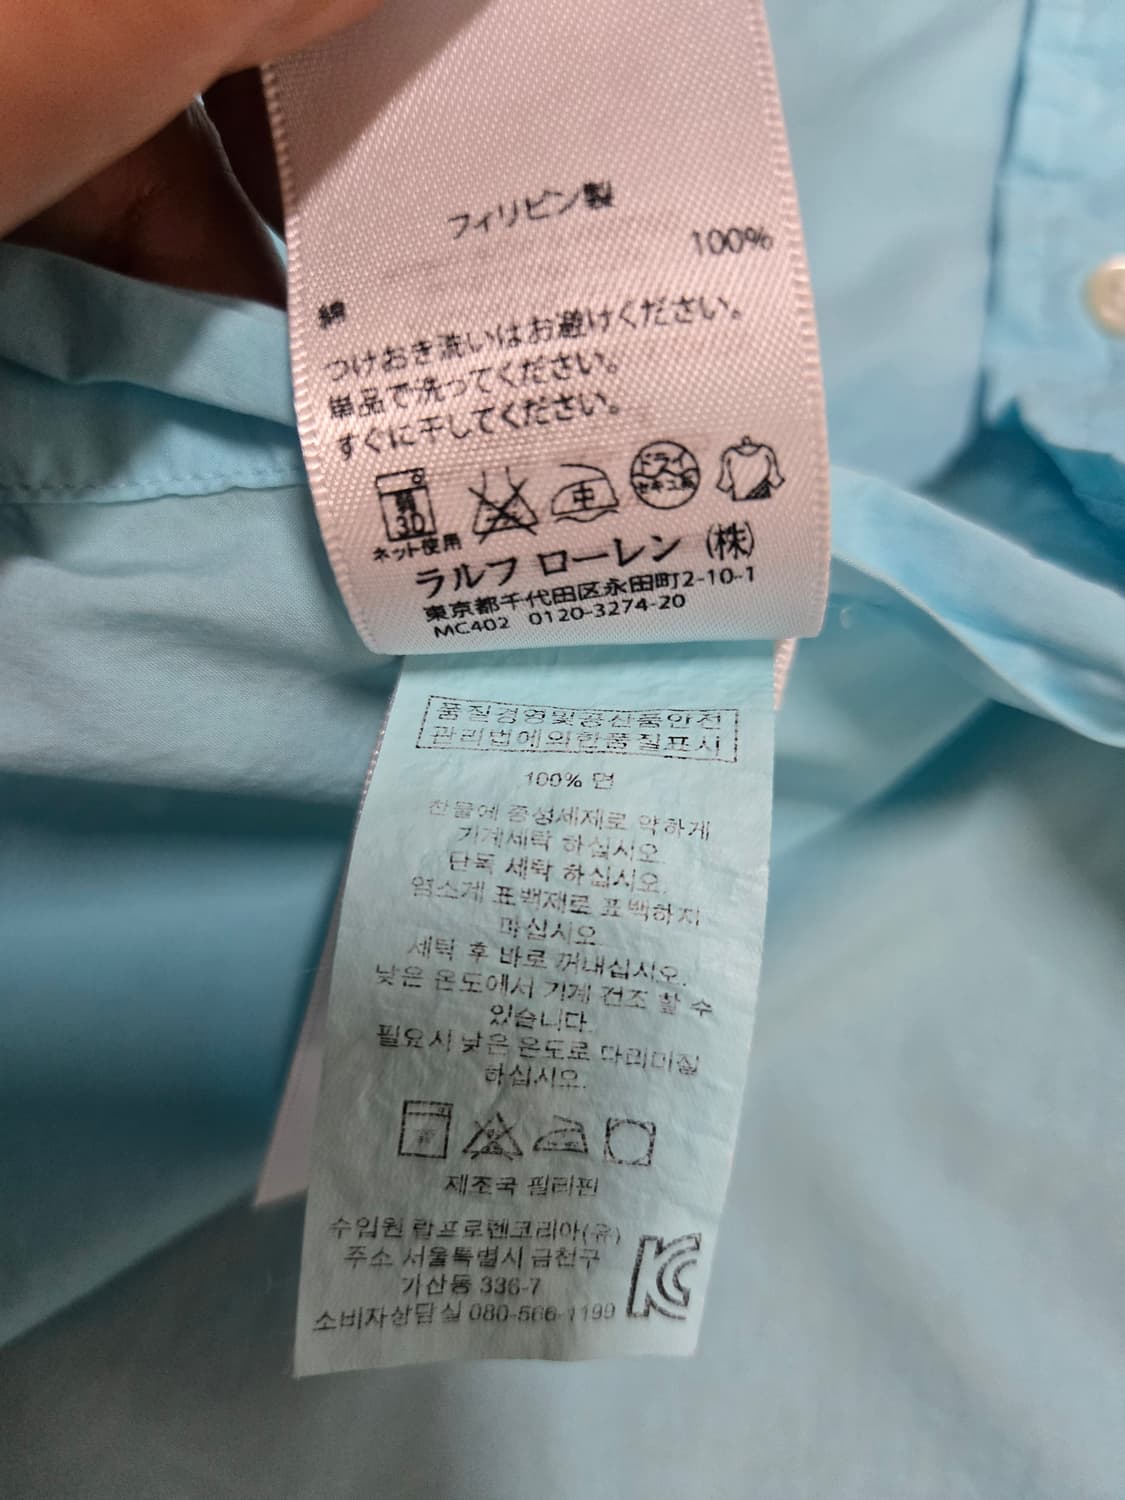 フィリピン製
綿 100%
つけおき洗いはお避けください。
単品で洗ってください。
すぐに干してください。
弱
30
中
ドライ
セキユ系
ネット使用
ラルフ ローレン (株)
東京都千代田区永田町2-10-1
MC402 0120-3274-20
품질경영및공산품안전
관리법에의한품질표시
100% 면
찬물에 중성세제로 약하게
기계세탁 하십시오.
단독 세탁 하십시오.
염소계 표백제로 표백하지
마십시오.
세탁 후 바로 꺼내십시오.
낮은 온도에서 기계 건조 할 수
있습니다.
필요시 낮은 온도로 다리미질
하십시오.
제조국 필리핀
수입원 랄프로렌코리아(유)
주소 서울특별시 금천구
가산동 336-7
소비자상담실 080-566-1199